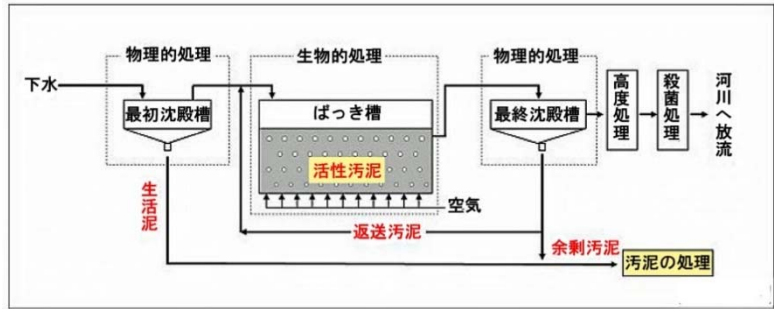 物理的処理
生物的処理
物理的処理
下水
最初沈殿槽
ばっき槽
最終沈殿槽
高度処理
殺菌処理
河川へ放流
活性汚泥
生活泥
空気
返送汚泥
余剰汚泥
汚泥の処理